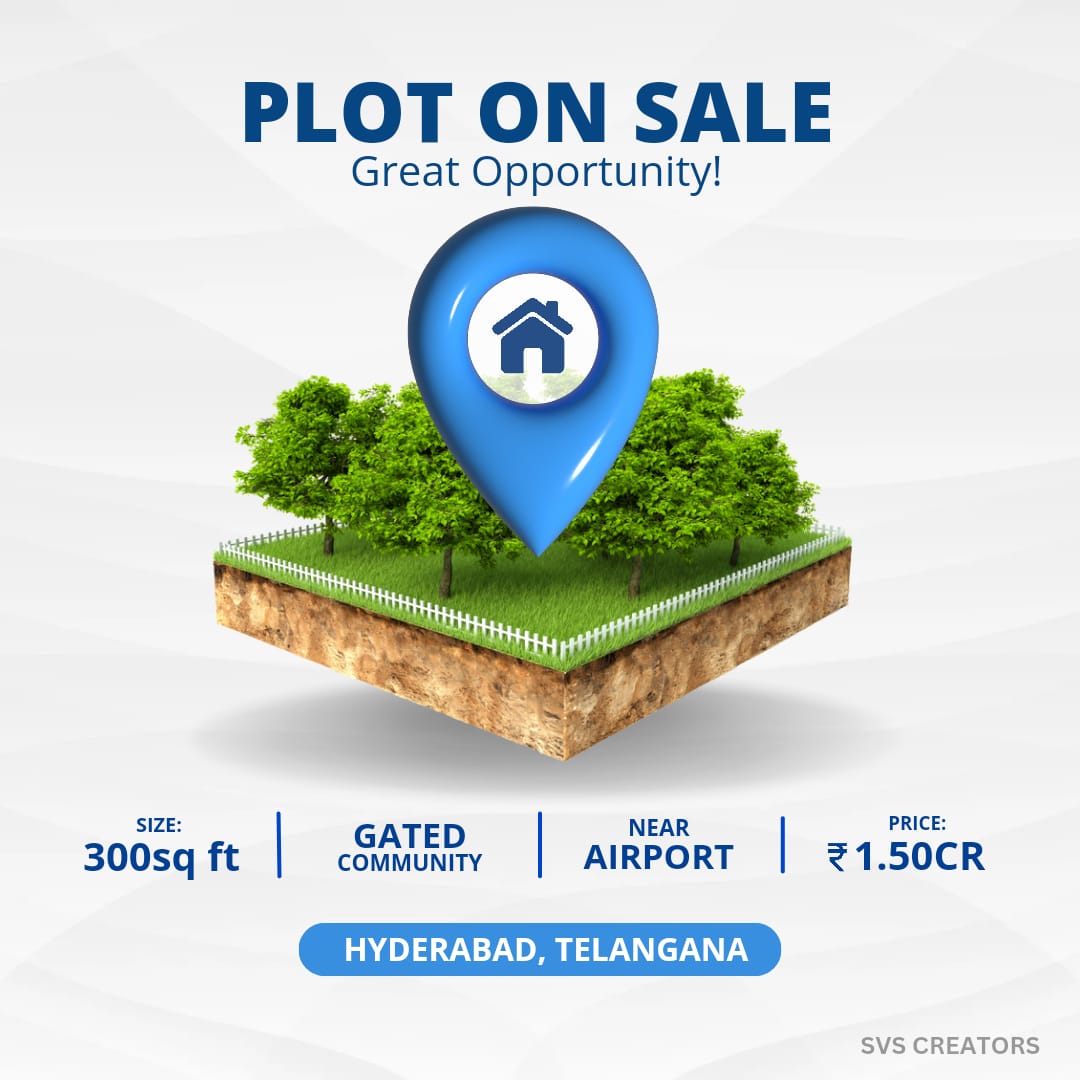 PLOT ON SALE
Great Opportunity!
SIZE:
300sq ft
GATED
COMMUNITY
NEAR
AIRPORT
PRICE:
₹ 1.50CR
HYDERABAD, TELANGANA
SVS CREATORS